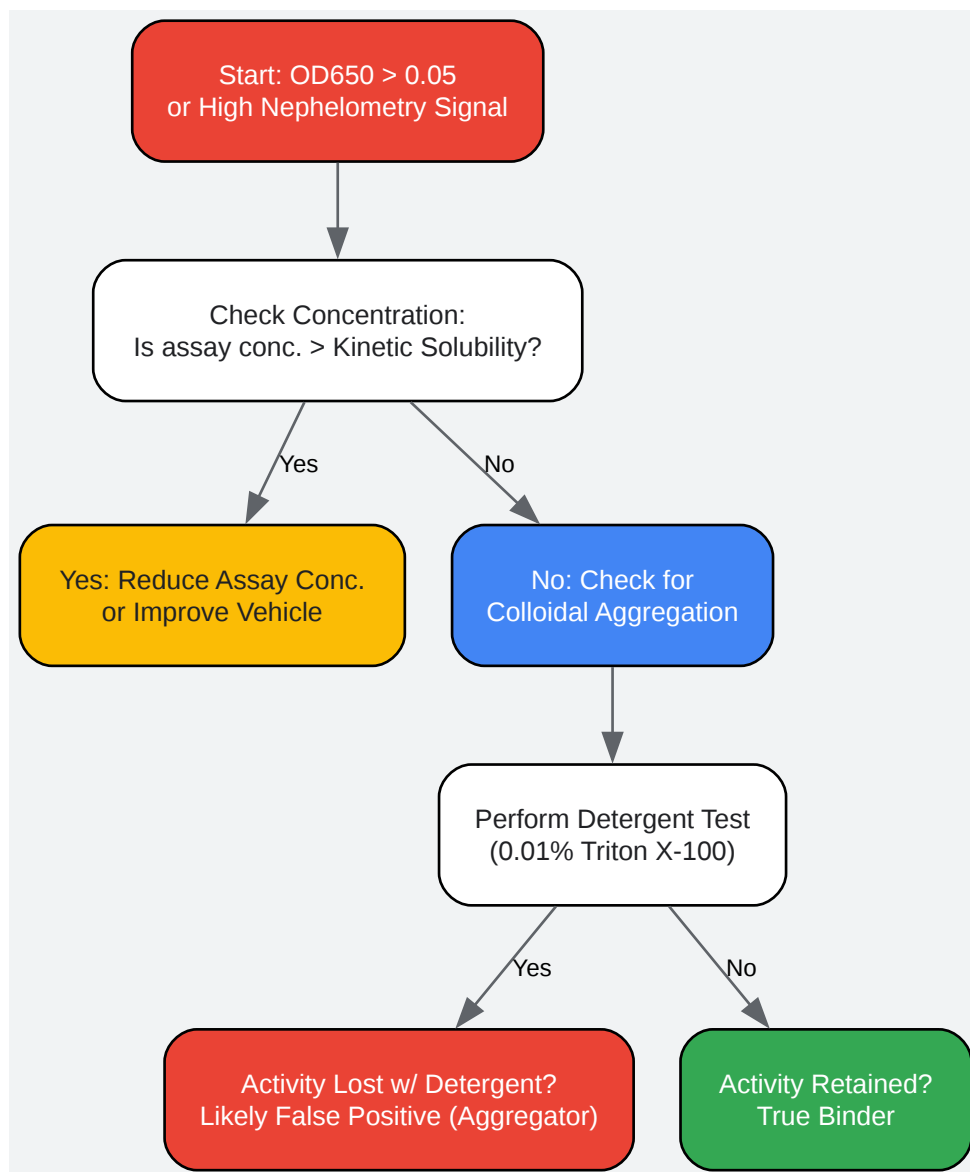 Start: OD650 > 0.05
or High Nephelometry Signal
Check Concentration:
Is assay conc. > Kinetic Solubility?
Yes
No
Yes: Reduce Assay Conc.
or Improve Vehicle
No: Check for
Colloidal Aggregation
Perform Detergent Test
(0.01% Triton X-100)
Yes
No
Activity Lost w/ Detergent?
Likely False Positive (Aggregator)
Activity Retained?
True Binder